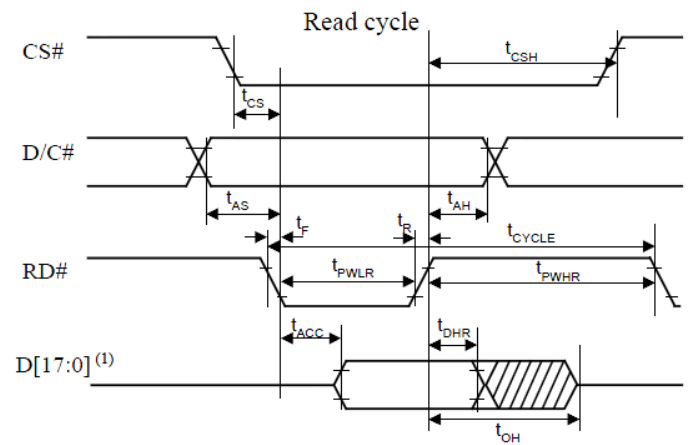 Read cycle
CS#
tCSH
tCS
D/C#
tAS
tF
tR
tAH
tCYCLE
RD#
tPWLR
tPWHR
tACC
tDHR
D[17:0] (1)
tOH